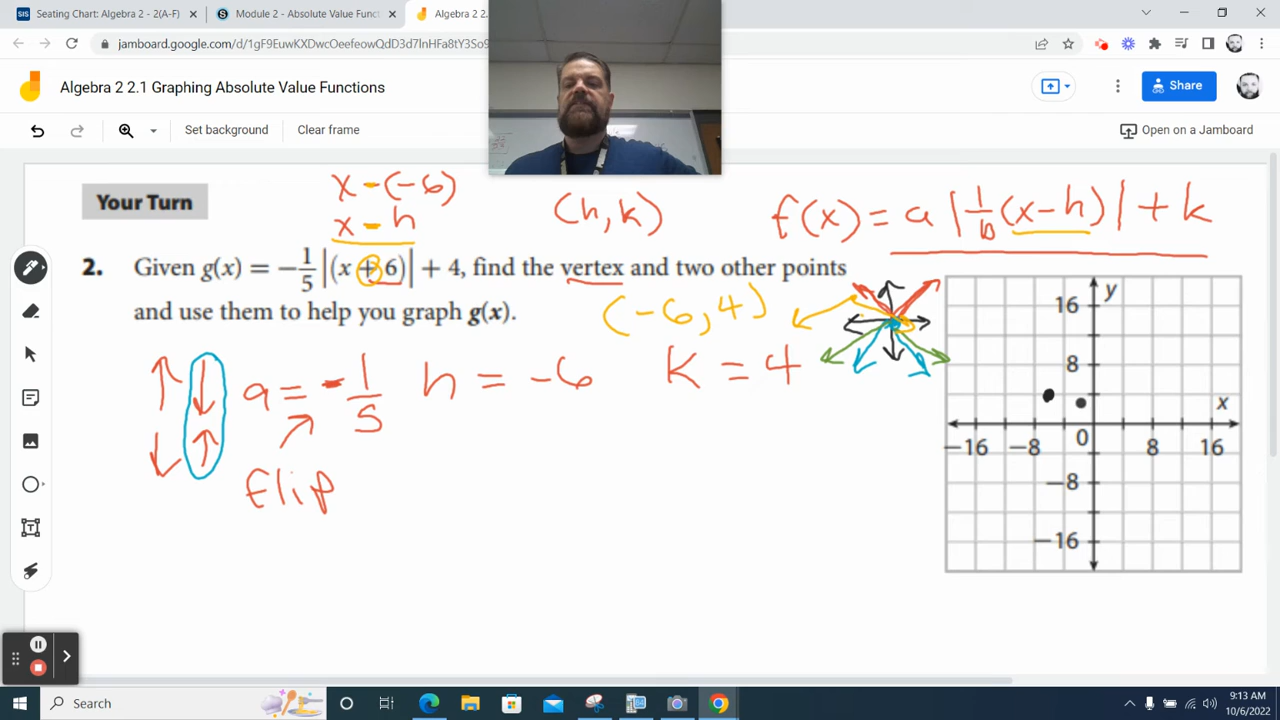 Seating Chart: Algebra 2 - 2(A-F)
Module 2 - Absolute Value Func
Algebra 2 2.
jamboard.google.com/d/1gF9EuwKXDwcOeefeowQdD3d7lnHFa8tY3So9
Algebra 2 2.1 Graphing Absolute Value Functions
Share
Set background
Clear frame
Open on a Jamboard
Your Turn
x - (-6)
x - h
(h, k)
f(x) = a |1/b (x-h)| + k
2. Given g(x) = −1/5 |(x + 6)| + 4, find the vertex and two other points
and use them to help you graph g(x).
(-6, 4)
a = -1/5 h = -6 K = 4
flip
16
y
8
x
−16 −8 0 8 16
−8
−16
Search
9:13 AM
10/6/2022